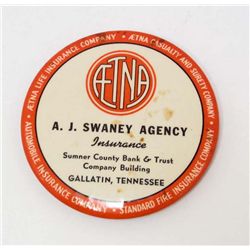 ÆTNA LIFE INSURANCE COMPANY • ÆTNA CASUALTY AND SURETY COMPANY •
ÆTNA
A. J. SWANEY AGENCY
Insurance
Sumner County Bank & Trust
Company Building
GALLATIN, TENNESSEE
AUTOMOBILE INSURANCE COMPANY • STANDARD FIRE INSURANCE COMPANY •